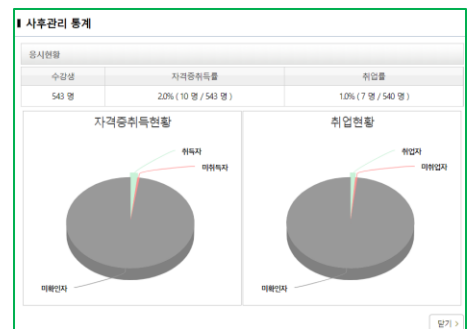 사후관리 통계
응시현황
수강생 자격증취득률 취업률
543 명 2.0% ( 10 명 / 543 명 ) 1.0% ( 7 명 / 540 명 )
자격증취득현황 취업현황
취득자 취업자
미취득자 미취업자
미확인자 미확인자
닫기 >